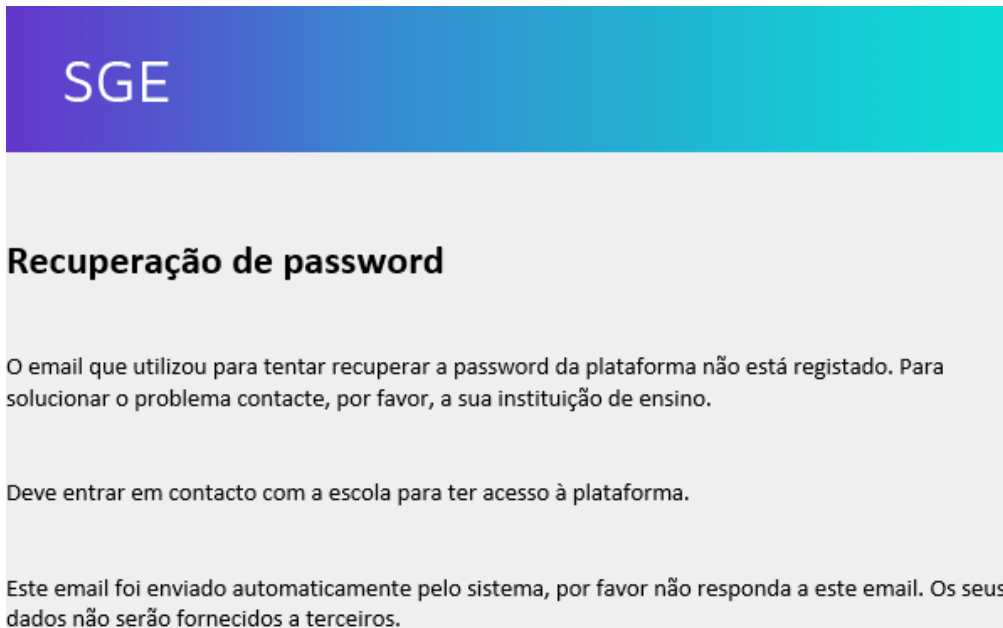 SGE
Recuperação de password
O email que utilizou para tentar recuperar a password da plataforma não está registado. Para
solucionar o problema contacte, por favor, a sua instituição de ensino.
Deve entrar em contacto com a escola para ter acesso à plataforma.
Este email foi enviado automaticamente pelo sistema, por favor não responda a este email. Os seus
dados não serão fornecidos a terceiros.